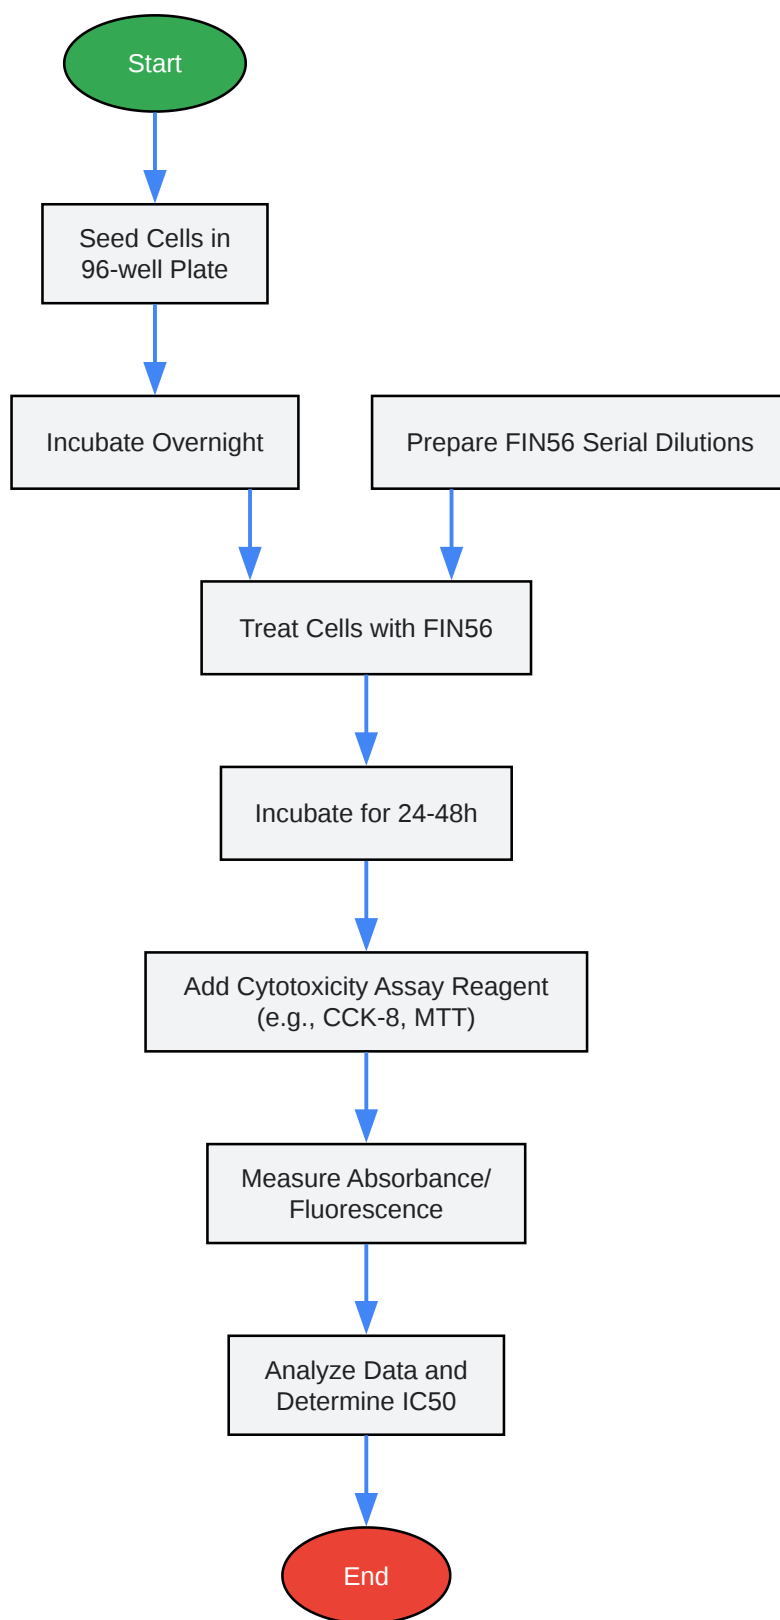 Start
Seed Cells in
96-well Plate
Incubate Overnight
Prepare FIN56 Serial Dilutions
Treat Cells with FIN56
Incubate for 24-48h
Add Cytotoxicity Assay Reagent
(e.g., CCK-8, MTT)
Measure Absorbance/
Fluorescence
Analyze Data and
Determine IC50
End